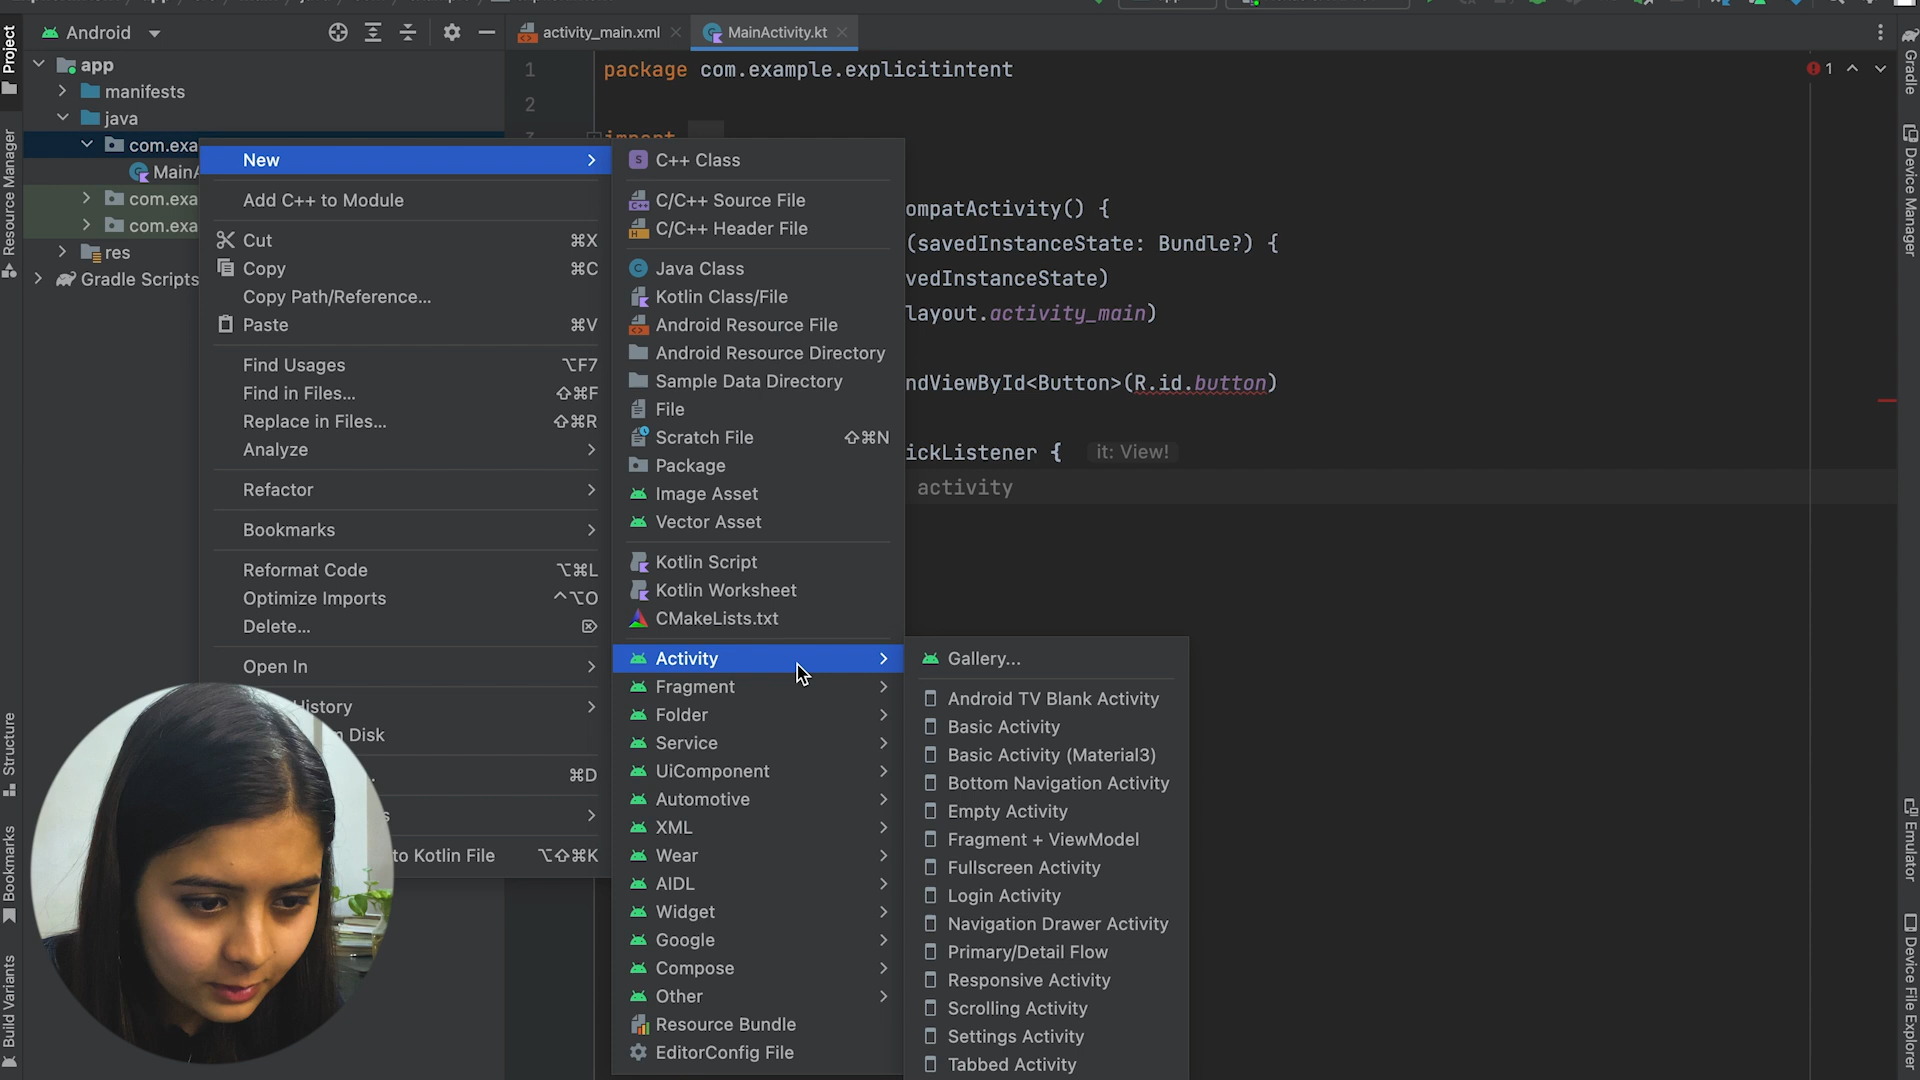 Android
activity_main.xml
MainActivity.kt
Project
Resource Manager
Structure
Bookmarks
Build Variants
app
manifests
java
com.exa
MainA
com.exa
com.exa
res
Gradle Scripts
New
Add C++ to Module
Cut ⌘X
Copy ⌘C
Copy Path/Reference...
Paste ⌘V
Find Usages ⌥F7
Find in Files... ⇧⌘F
Replace in Files... ⇧⌘R
Analyze
Refactor
Bookmarks
Reformat Code ⌥⌘L
Optimize Imports ^⌥O
Delete... ⌦
Open In
History
Disk
⌘D
to Kotlin File ⌥⇧⌘K
C++ Class
C/C++ Source File
C/C++ Header File
Java Class
Kotlin Class/File
Android Resource File
Android Resource Directory
Sample Data Directory
File
Scratch File ⇧⌘N
Package
Image Asset
Vector Asset
Kotlin Script
Kotlin Worksheet
CMakeLists.txt
Activity
Fragment
Folder
Service
UiComponent
Automotive
XML
Wear
AIDL
Widget
Google
Compose
Other
Resource Bundle
EditorConfig File
Gallery...
Android TV Blank Activity
Basic Activity
Basic Activity (Material3)
Bottom Navigation Activity
Empty Activity
Fragment + ViewModel
Fullscreen Activity
Login Activity
Navigation Drawer Activity
Primary/Detail Flow
Responsive Activity
Scrolling Activity
Settings Activity
Tabbed Activity
1 package com.example.explicitintent
2
3 import
ompatActivity() {
(savedInstanceState: Bundle?) {
vedInstanceState)
layout.activity_main)
ndViewById<Button>(R.id.button)
ickListener { it: View!
activity
1
Gradle
Device Manager
Emulator
Device File Explorer